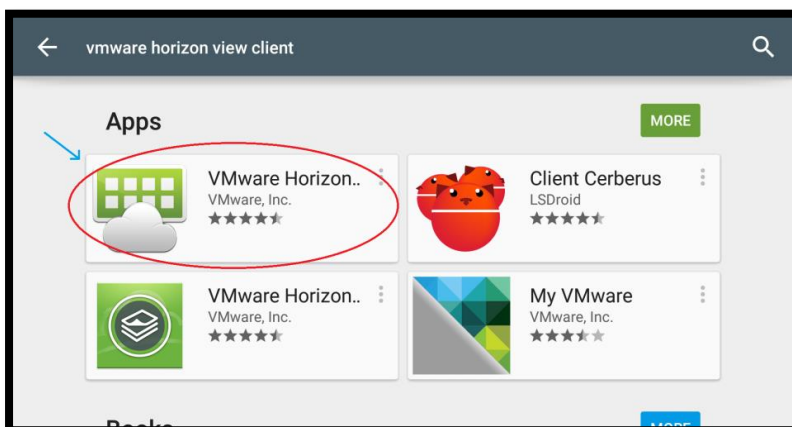 vmware horizon view client
Apps
MORE
VMware Horizon..
VMware, Inc.
Client Cerberus
LSDroid
VMware Horizon..
VMware, Inc.
My VMware
VMware, Inc.
Books
MORE